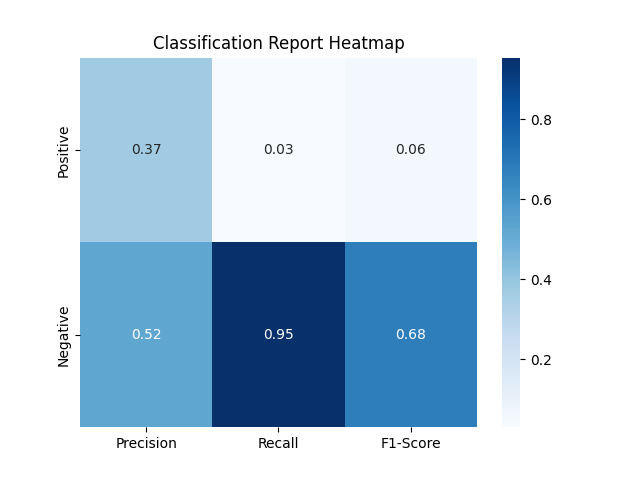 Classification Report Heatmap
Positive
0.37 0.03 0.06
Negative
0.52 0.95 0.68
Precision Recall F1-Score
0.8
0.6
0.4
0.2